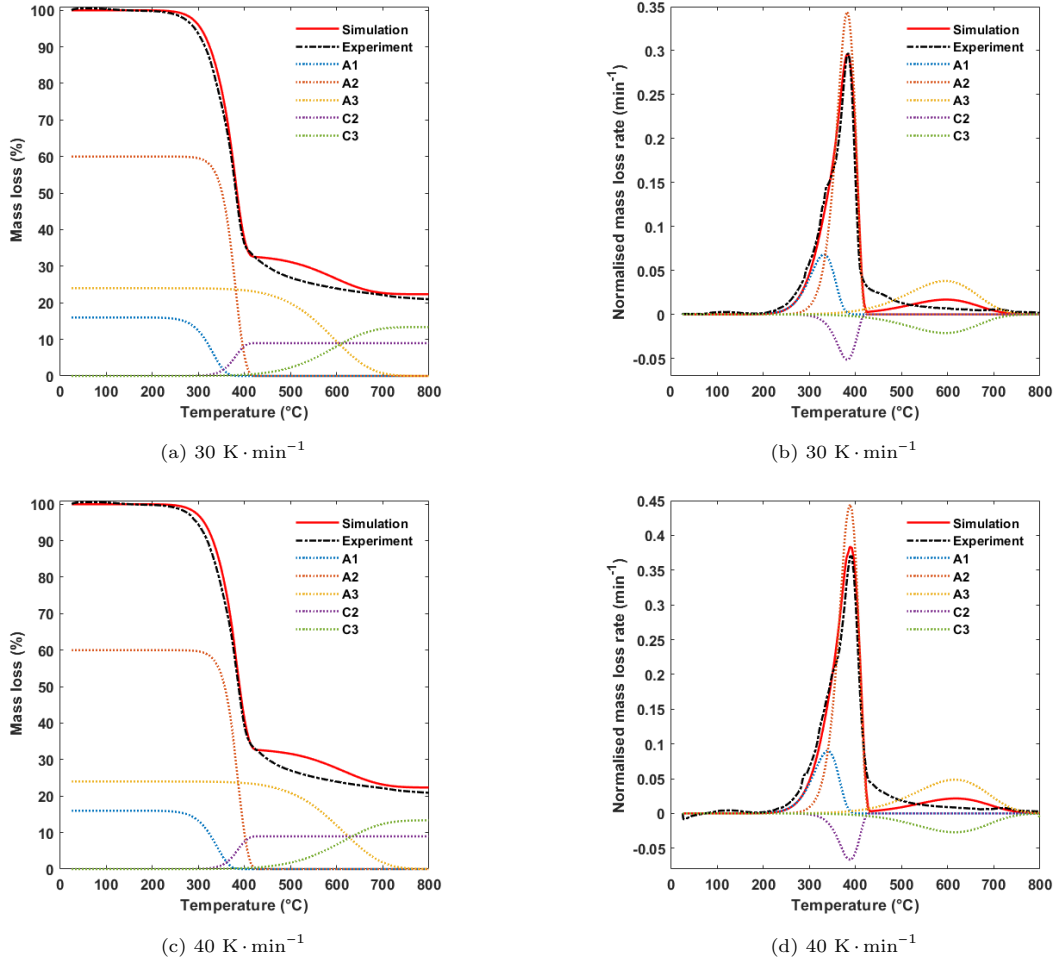 100
90
80
70
60
50
40
30
20
10
0
Mass loss (%)
Simulation
Experiment
A1
A2
A3
C2
C3
0 100 200 300 400 500 600 700 800
Temperature (°C)
(a) 30 K · min⁻¹
0.35
0.3
0.25
0.2
0.15
0.1
0.05
0
-0.05
Normalised mass loss rate (min⁻¹)
Simulation
Experiment
A1
A2
A3
C2
C3
0 100 200 300 400 500 600 700 800
Temperature (°C)
(b) 30 K · min⁻¹
100
90
80
70
60
50
40
30
20
10
0
Mass loss (%)
Simulation
Experiment
A1
A2
A3
C2
C3
0 100 200 300 400 500 600 700 800
Temperature (°C)
(c) 40 K · min⁻¹
0.45
0.4
0.35
0.3
0.25
0.2
0.15
0.1
0.05
0
-0.05
Normalised mass loss rate (min⁻¹)
Simulation
Experiment
A1
A2
A3
C2
C3
0 100 200 300 400 500 600 700 800
Temperature (°C)
(d) 40 K · min⁻¹